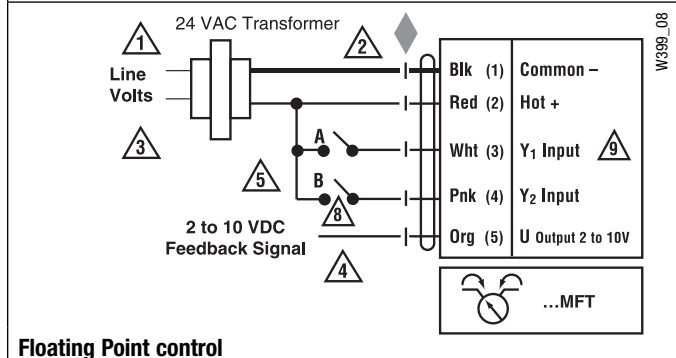 24 VAC Transformer
1
2
W399_08
Line
Volts
Blk (1) Common –
Red (2) Hot +
3
A
Wht (3) Y1 Input 9
5
B
Pnk (4) Y2 Input
8
2 to 10 VDC
Feedback Signal
Org (5) U Output 2 to 10V
4
...MFT
Floating Point control